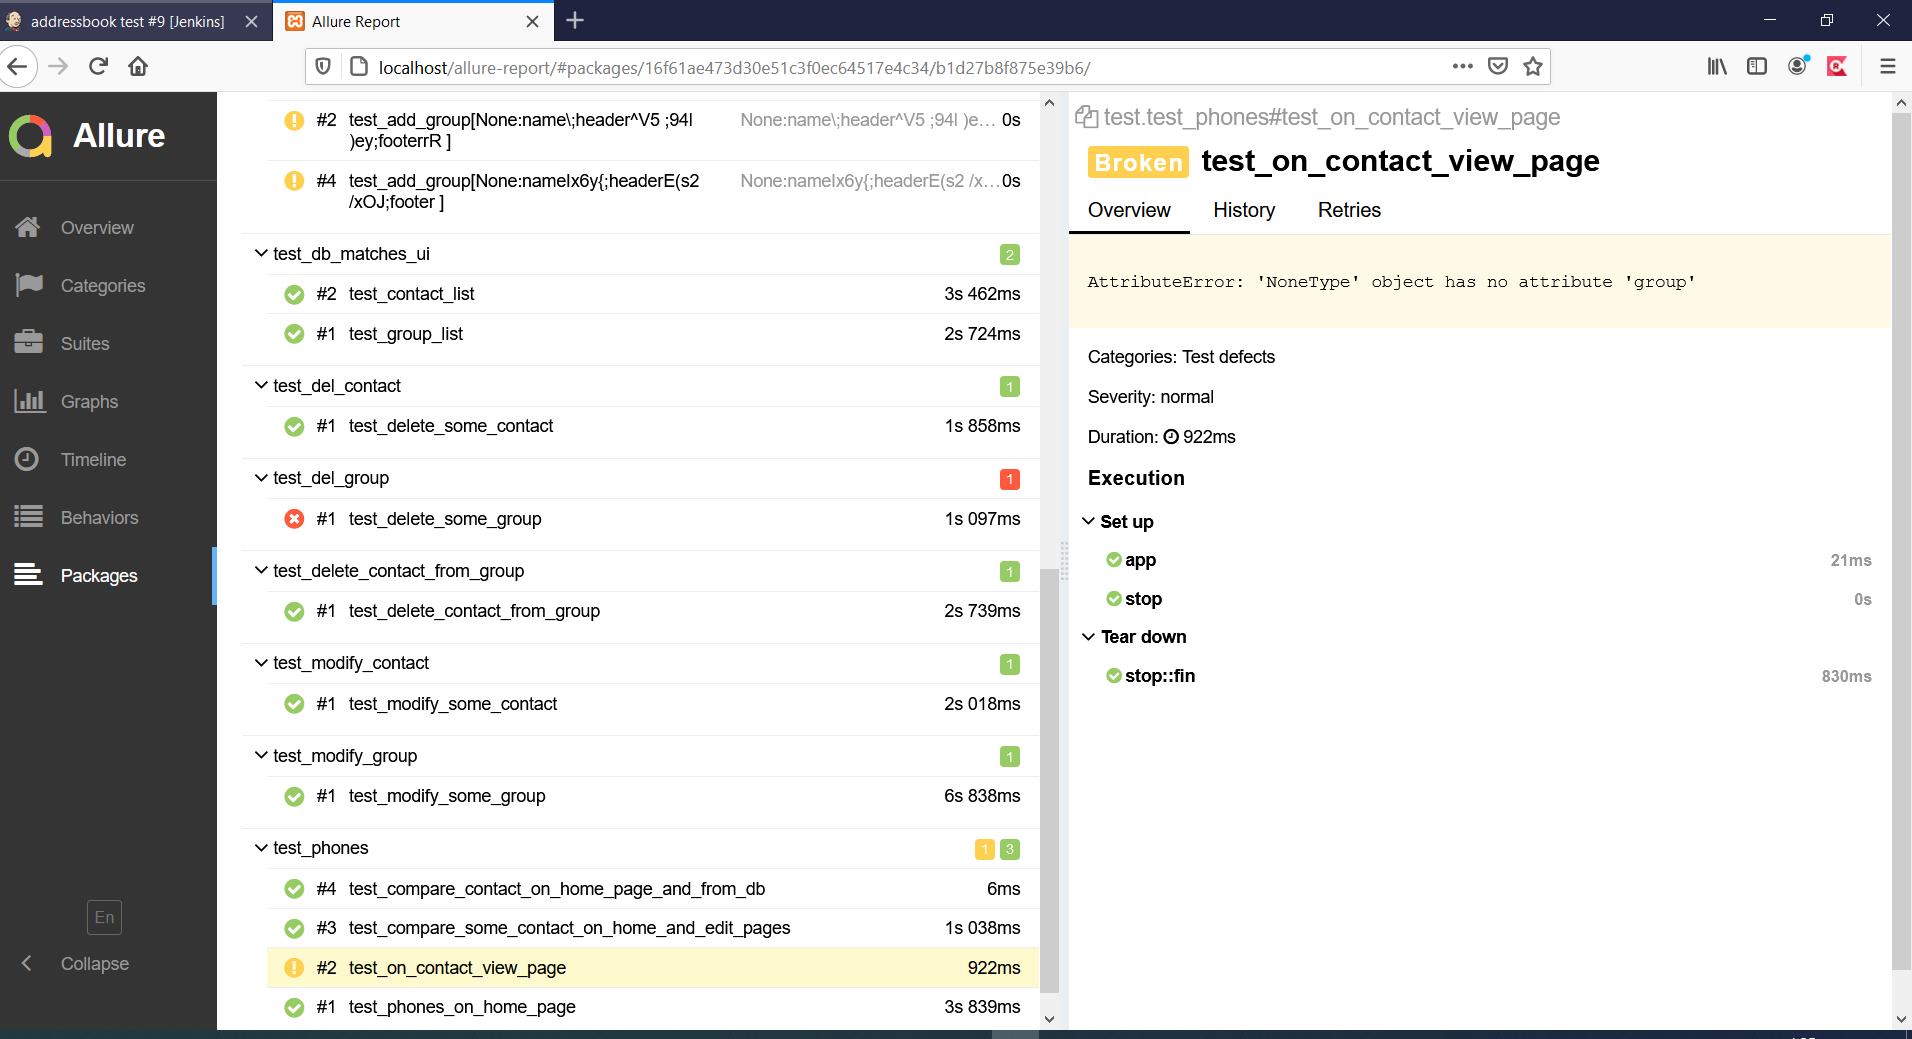 addressbook test #9 [Jenkins]
Allure Report
localhost/allure-report/#packages/16f61ae473d30e51c3f0ec64517e4c34/b1d27b8f875e39b6/
Allure
Overview
Categories
Suites
Graphs
Timeline
Behaviors
Packages
En
Collapse
#2 test_add_group[None:name\;header^V5 ;94l None:name\;header^V5 ;94l )e... 0s
)ey;footerrR ]
#4 test_add_group[None:nameIx6y{;headerE(s2 None:nameIx6y{;headerE(s2 /x... 0s
/xOJ;footer ]
test_db_matches_ui 2
#2 test_contact_list 3s 462ms
#1 test_group_list 2s 724ms
test_del_contact 1
#1 test_delete_some_contact 1s 858ms
test_del_group 1
#1 test_delete_some_group 1s 097ms
test_delete_contact_from_group 1
#1 test_delete_contact_from_group 2s 739ms
test_modify_contact 1
#1 test_modify_some_contact 2s 018ms
test_modify_group 1
#1 test_modify_some_group 6s 838ms
test_phones 1 3
#4 test_compare_contact_on_home_page_and_from_db 6ms
#3 test_compare_some_contact_on_home_and_edit_pages 1s 038ms
#2 test_on_contact_view_page 922ms
#1 test_phones_on_home_page 3s 839ms
test.test_phones#test_on_contact_view_page
Broken test_on_contact_view_page
Overview History Retries
AttributeError: 'NoneType' object has no attribute 'group'
Categories: Test defects
Severity: normal
Duration: 922ms
Execution
Set up
app 21ms
stop 0s
Tear down
stop::fin 830ms